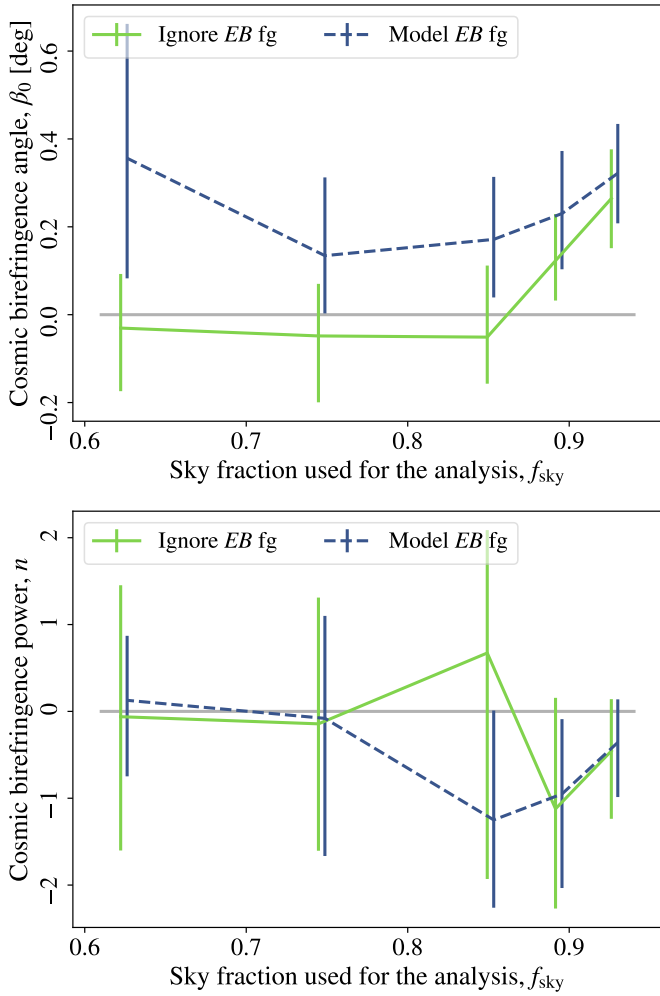 Ignore EB fg Model EB fg
Cosmic birefringence angle, β₀ [deg]
0.6
0.4
0.2
0.0
−0.2
0.6 0.7 0.8 0.9
Sky fraction used for the analysis, f_sky
Ignore EB fg Model EB fg
Cosmic birefringence power, n
2
1
0
−1
−2
0.6 0.7 0.8 0.9
Sky fraction used for the analysis, f_sky